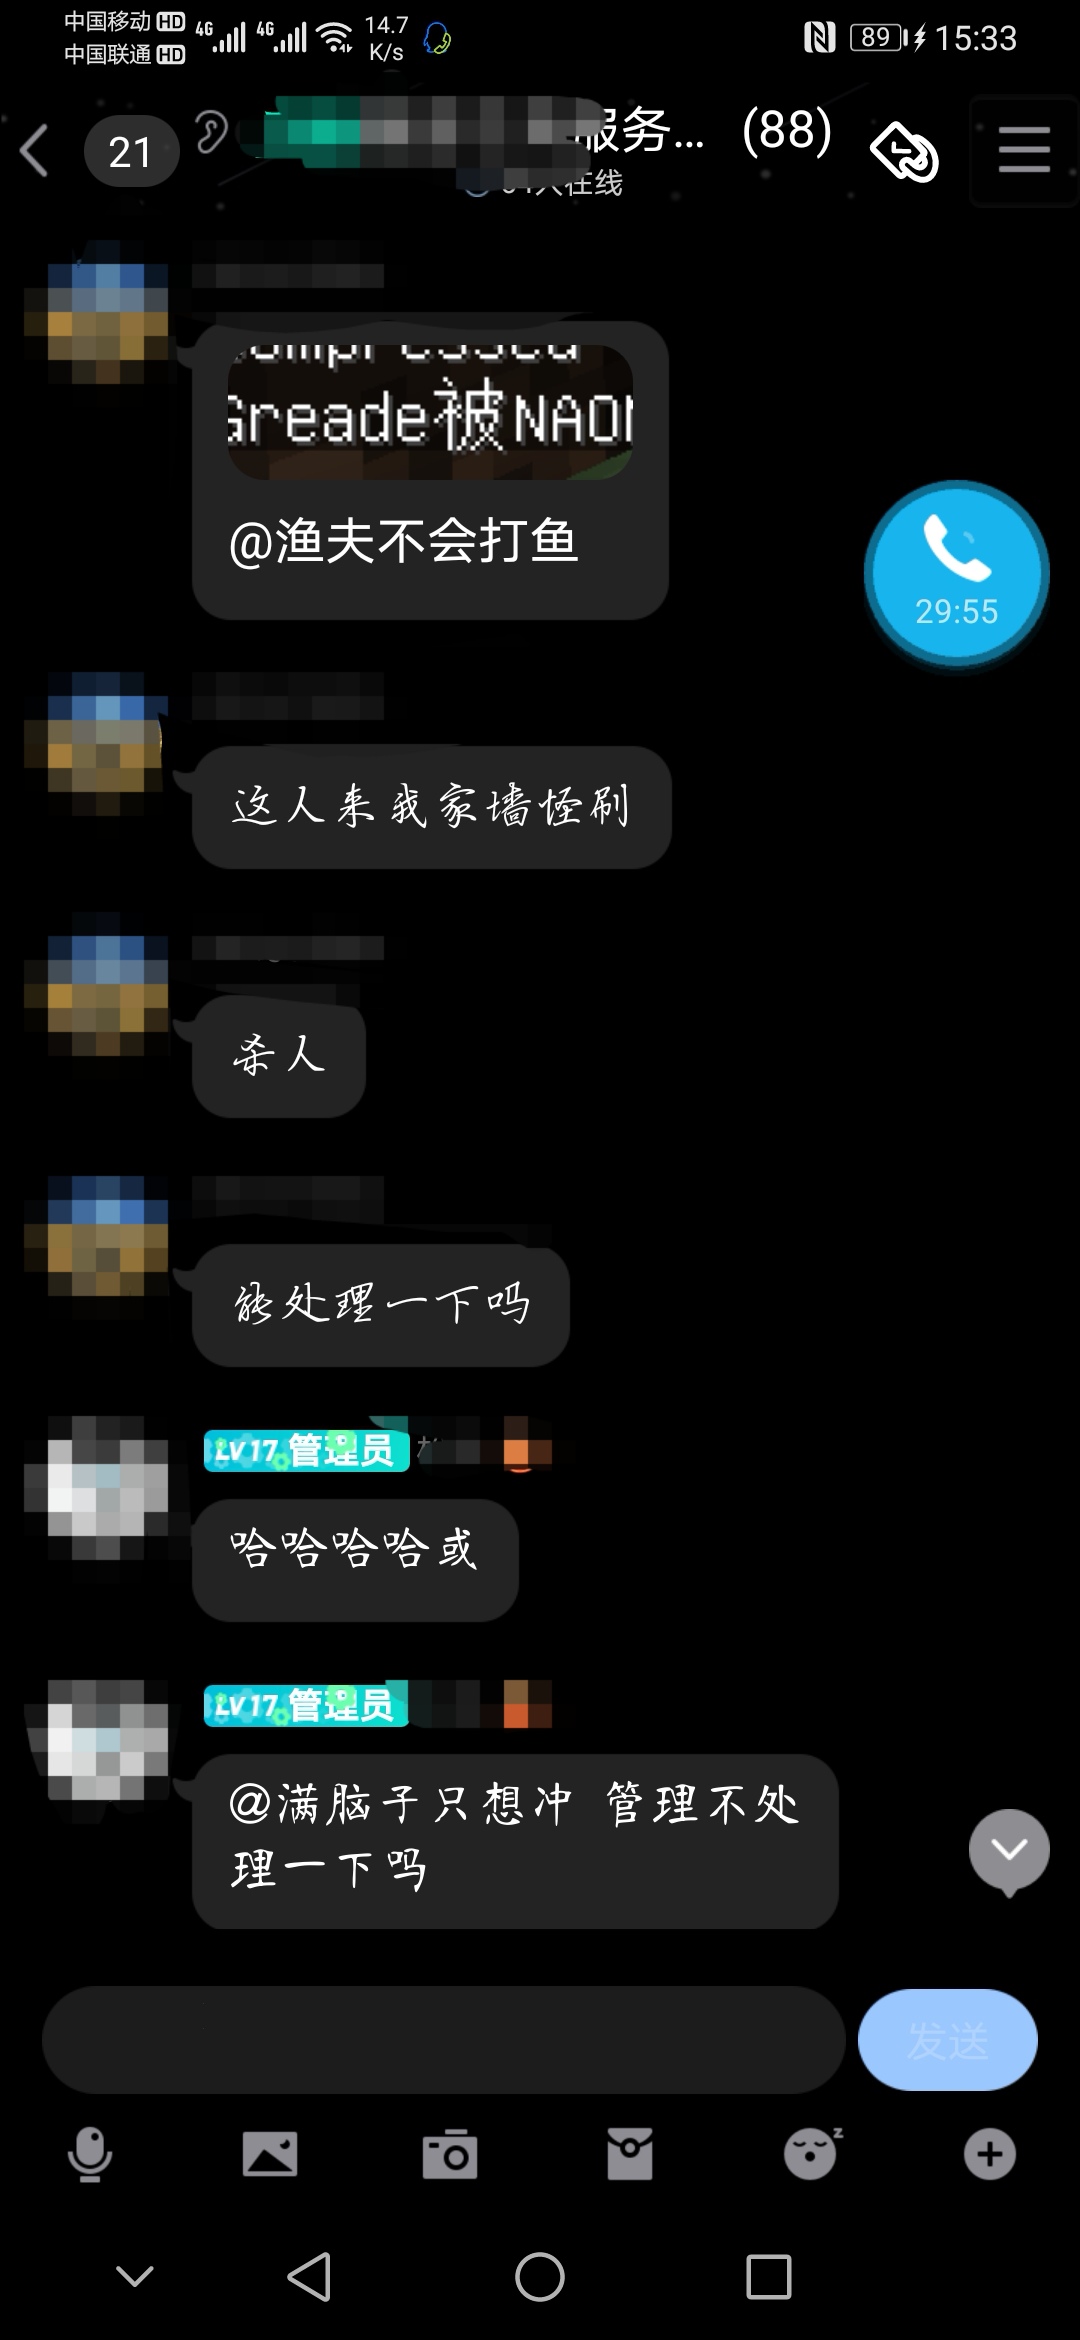 中国移动 HD 4G 4G 14.7 K/s 89 15:33
中国联通 HD
21 服务... (88)
人在线
Greade被NAO
@渔夫不会打鱼
29:55
这人来我家墙怪刷
杀人
能处理一下吗
LV17 管理员
哈哈哈哈或
LV17 管理员
@满脑子只想冲 管理不处
理一下吗
发送